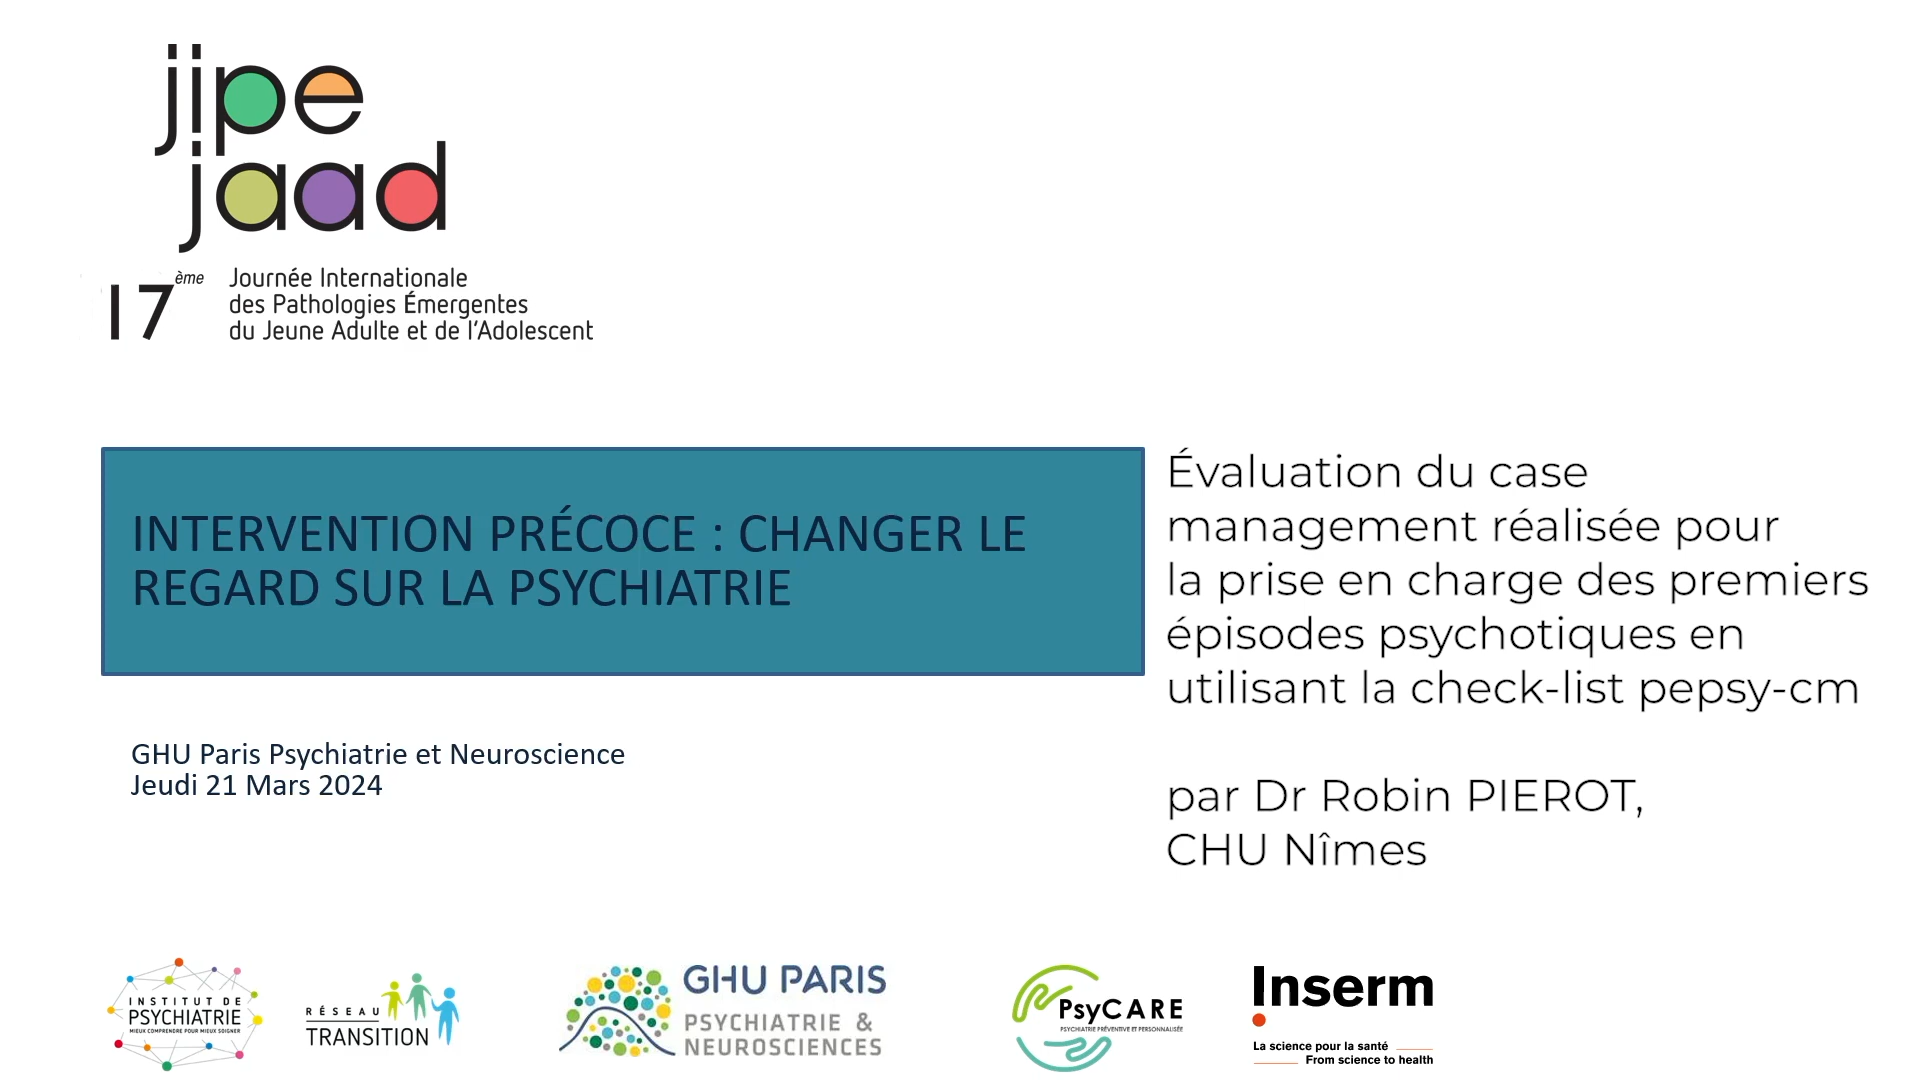 jipe
jaad
17ème
Journée Internationale
des Pathologies Émergentes
du Jeune Adulte et de l'Adolescent
INTERVENTION PRÉCOCE : CHANGER LE
REGARD SUR LA PSYCHIATRIE
GHU Paris Psychiatrie et Neuroscience
Jeudi 21 Mars 2024
Évaluation du case
management réalisée pour
la prise en charge des premiers
épisodes psychotiques en
utilisant la check-list pepsy-cm
par Dr Robin PIEROT,
CHU Nîmes
INSTITUT DE
PSYCHIATRIE
MIEUX COMPRENDRE POUR MIEUX SOIGNER
RÉSEAU
TRANSITION
GHU PARIS
PSYCHIATRIE &
NEUROSCIENCES
PsyCARE
PSYCHIATRIE PRÉVENTIVE ET PERSONNALISÉE
Inserm
La science pour la santé
From science to health